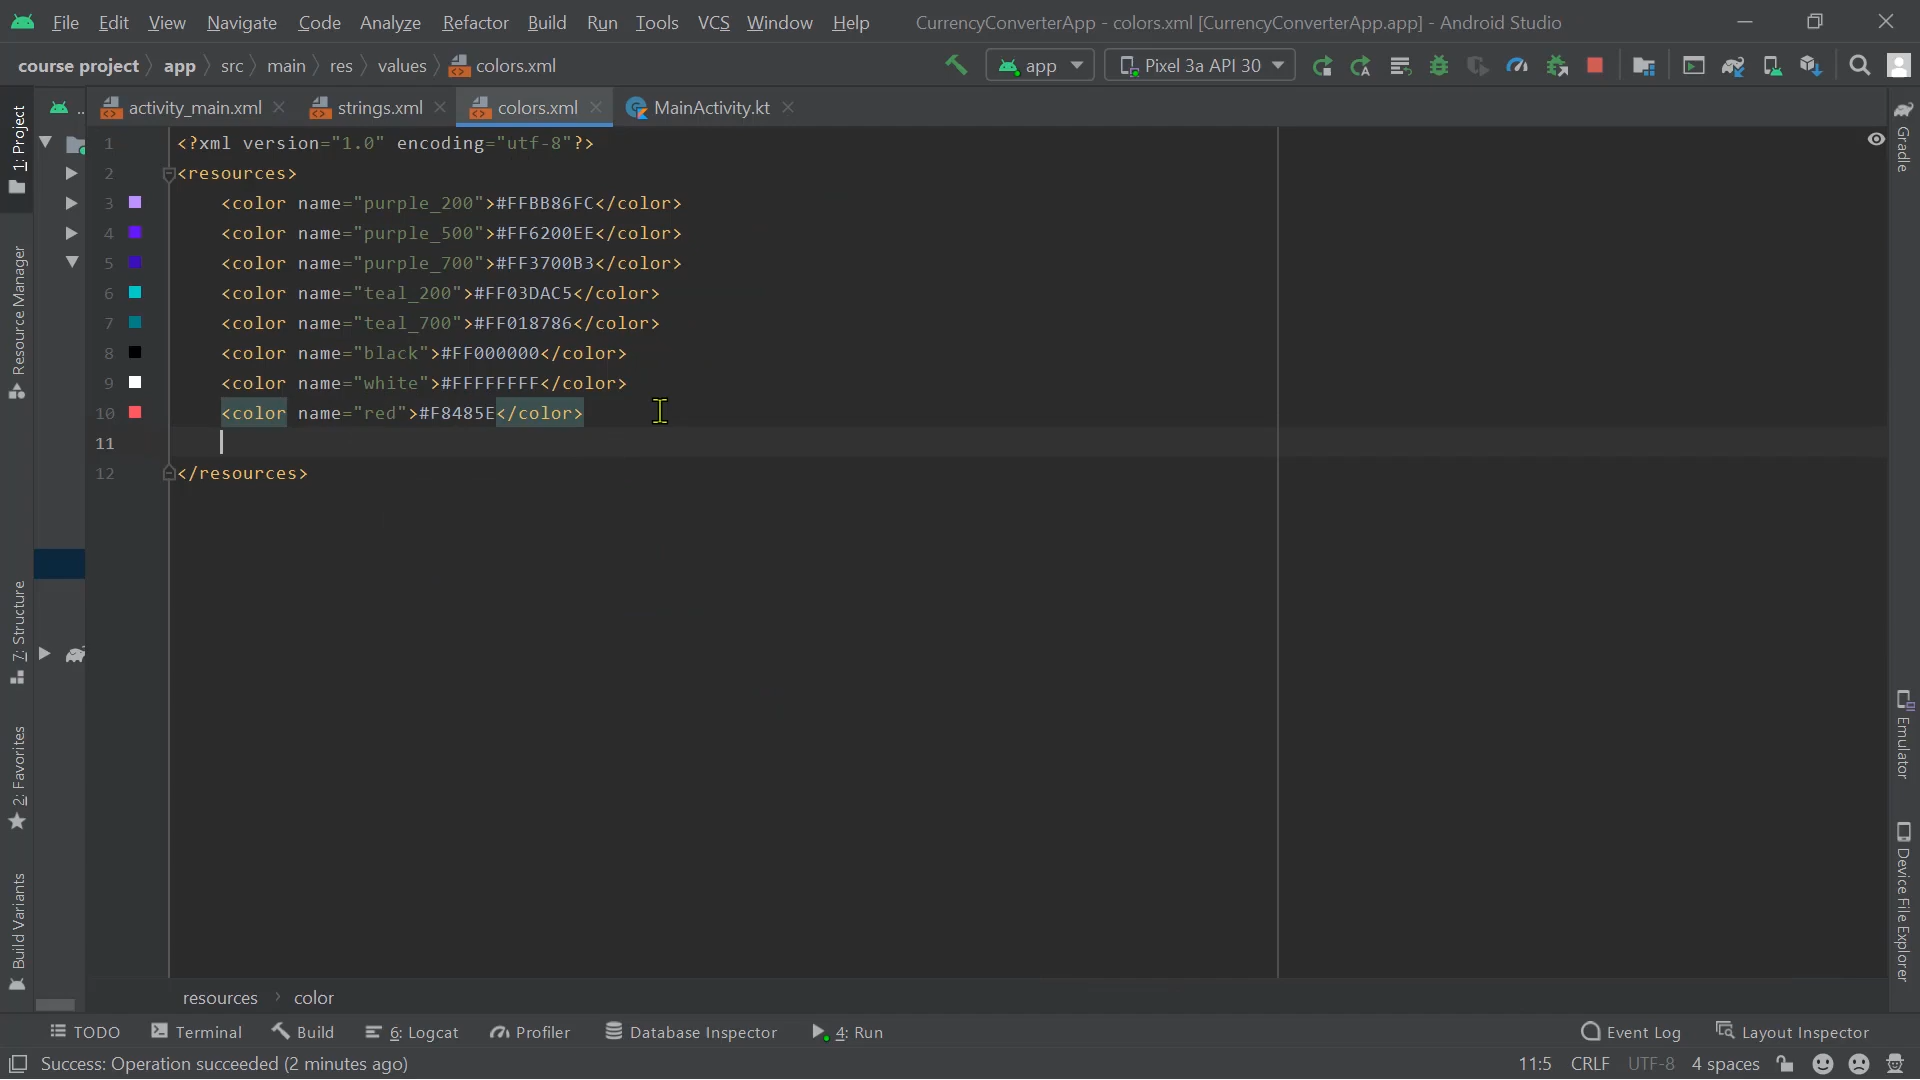 File Edit View Navigate Code Analyze Refactor Build Run Tools VCS Window Help CurrencyConverterApp - colors.xml [CurrencyConverterApp.app] - Android Studio
course project app src main res values colors.xml app Pixel 3a API 30
1: Project
Resource Manager
7: Structure
2: Favorites
Build Variants
.. activity_main.xml strings.xml colors.xml MainActivity.kt
1 <?xml version="1.0" encoding="utf-8"?>
2 <resources>
3 <color name="purple_200">#FFBB86FC</color>
4 <color name="purple_500">#FF6200EE</color>
5 <color name="purple_700">#FF3700B3</color>
6 <color name="teal_200">#FF03DAC5</color>
7 <color name="teal_700">#FF018786</color>
8 <color name="black">#FF000000</color>
9 <color name="white">#FFFFFFFF</color>
10 <color name="red">#F8485E</color>
11
12 </resources>
Gradle
Emulator
Device File Explorer
resources color
TODO Terminal Build 6: Logcat Profiler Database Inspector 4: Run Event Log Layout Inspector
Success: Operation succeeded (2 minutes ago) 11:5 CRLF UTF-8 4 spaces